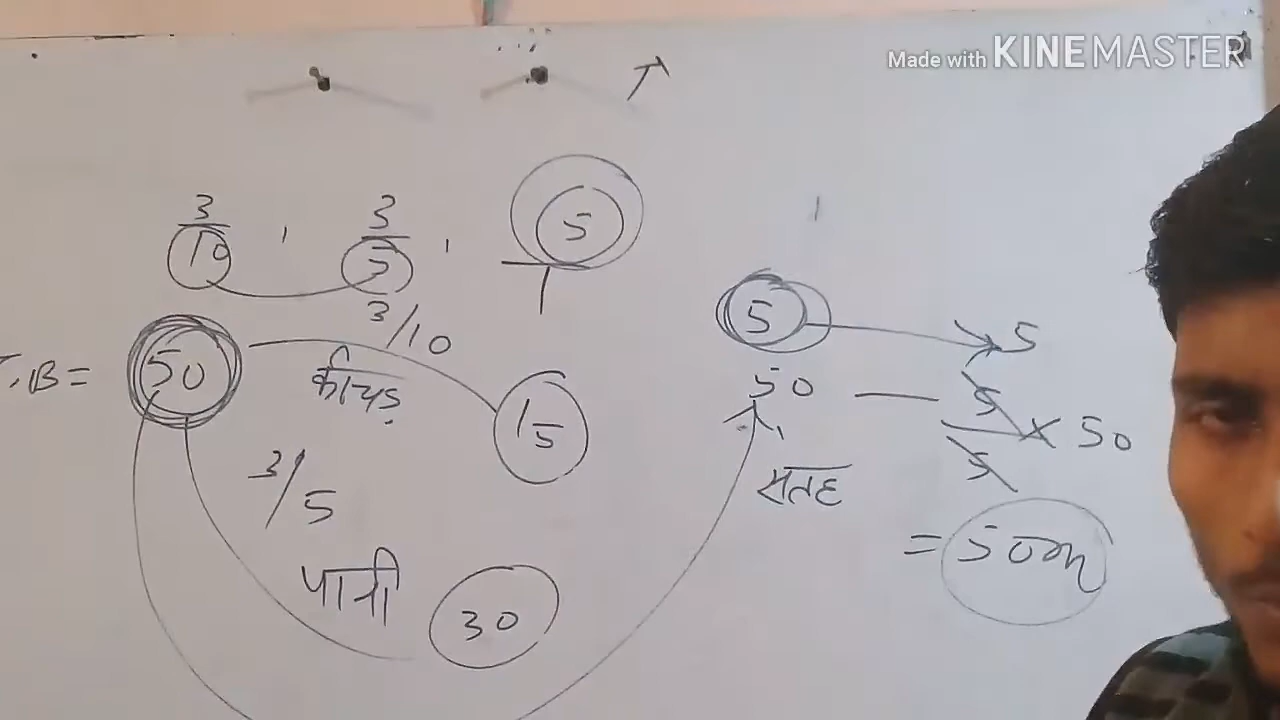 Made with KINEMASTER
3/10 , 3/5 , 5
5 → 5
3/10
T.B = 50
कीचड़
15
50 — 5/5 × 50
3/5
सतह
= 50m
पानी
30